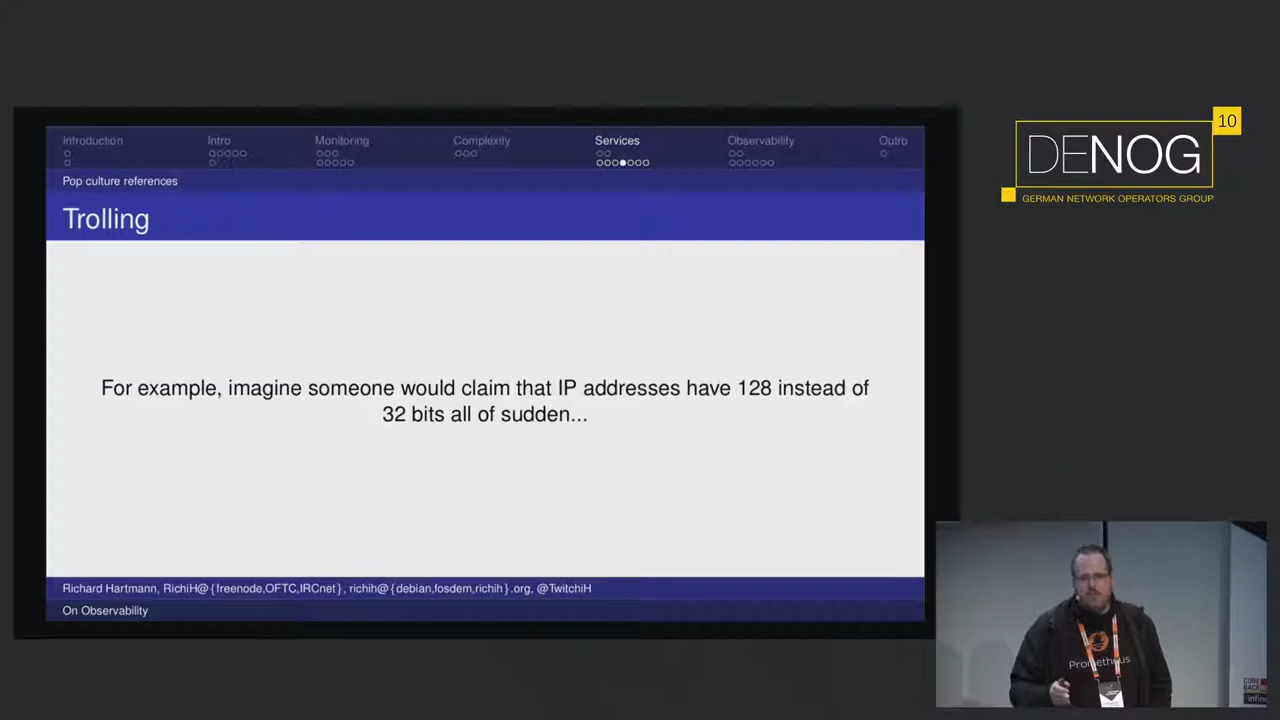 Introduction
Intro
Monitoring
Complexity
Services
Observability
Outro
Pop culture references
Trolling
For example, imagine someone would claim that IP addresses have 128 instead of
32 bits all of sudden...
Richard Hartmann, RichiH@{freenode,OFTC,IRCnet}, richih@{debian,fosdem,richih}.org, @TwitchiH
On Observability
10
DENOG
GERMAN NETWORK OPERATORS GROUP
Prometheus